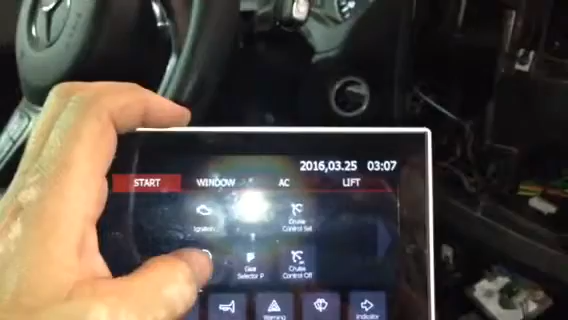 2016,03.25 03:07
START WINDOW AC LIFT
Ignition
Cruise
Control Sel
Gear
Selector P
Cruise
Control Off
Warning
Indicator